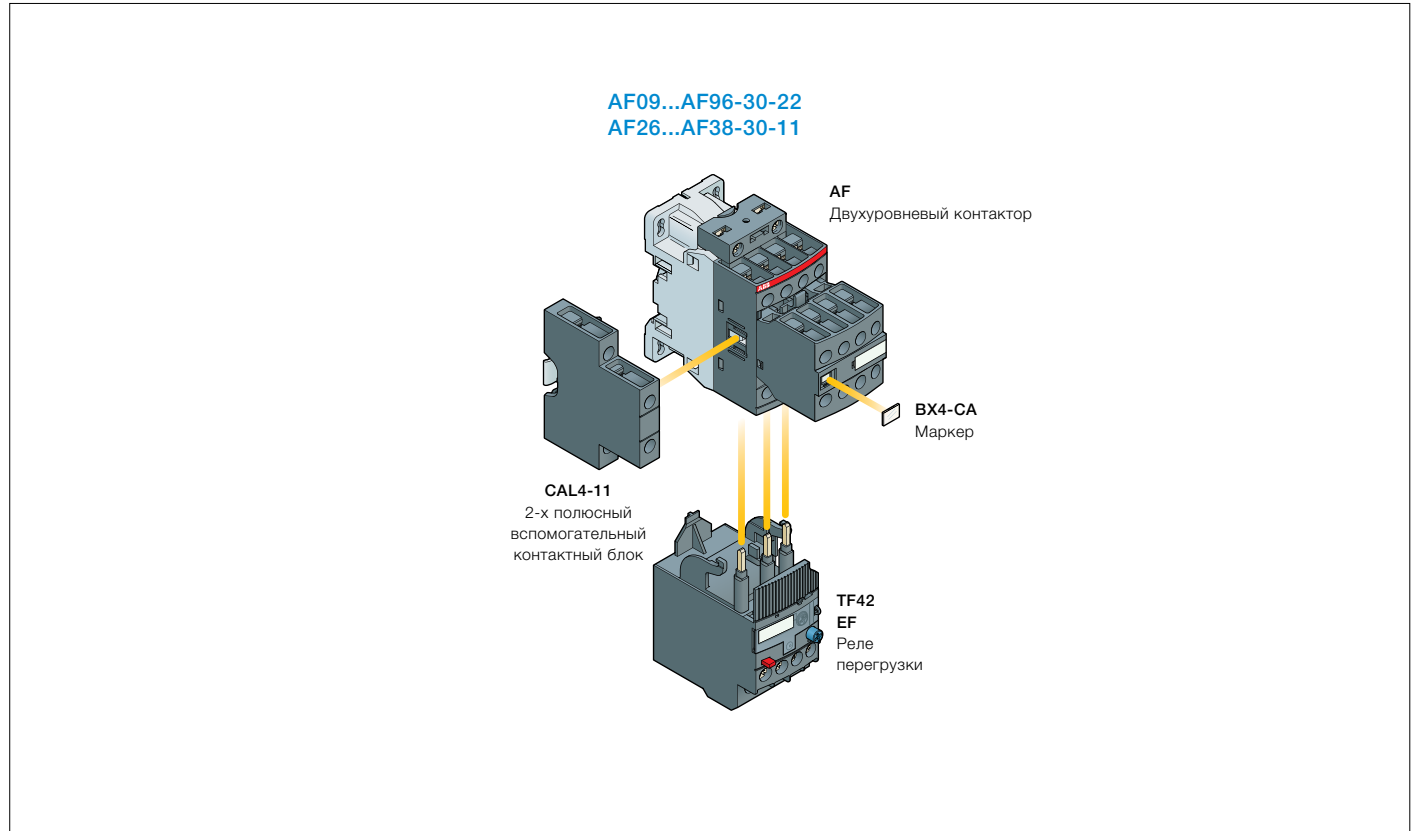 AF09...AF96-30-22
AF26...AF38-30-11
AF
Двухуровневый контактор
ABB
BX4-CA
Маркер
CAL4-11
2-х полюсный
вспомогательный
контактный блок
TF42
EF
Реле
перегрузки